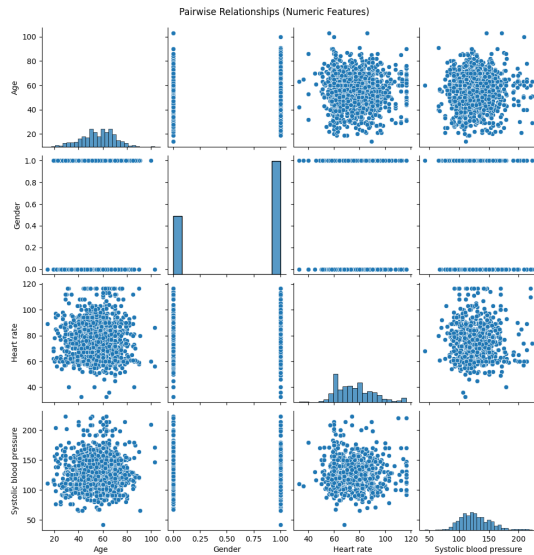 Pairwise Relationships (Numeric Features)
100
80
60
40
20
Age
1.0
0.8
0.6
0.4
0.2
0.0
Gender
120
100
80
60
40
Heart rate
200
150
100
50
Systolic blood pressure
20 40 60 80 100
Age
0.00 0.25 0.50 0.75 1.00
Gender
40 60 80 100 120
Heart rate
50 100 150 200
Systolic blood pressure